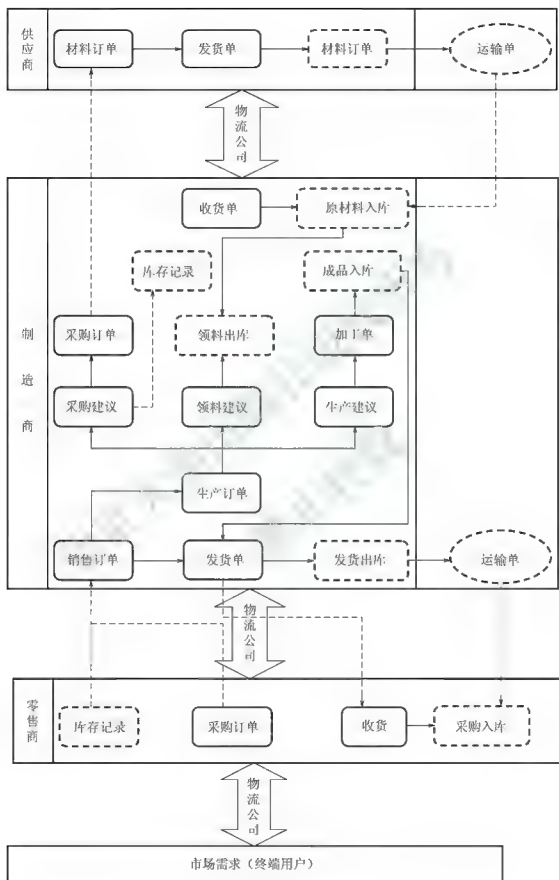 供应商
材料订单
发货单
材料订单
运输单
物流公司
制造商
收货单
原材料入库
库存记录
成品入库
采购订单
领料出库
加工单
采购建议
领料建议
生产建议
生产订单
销售订单
发货单
发货出库
运输单
物流公司
零售商
库存记录
采购订单
收货
采购入库
物流公司
市场需求（终端用户）